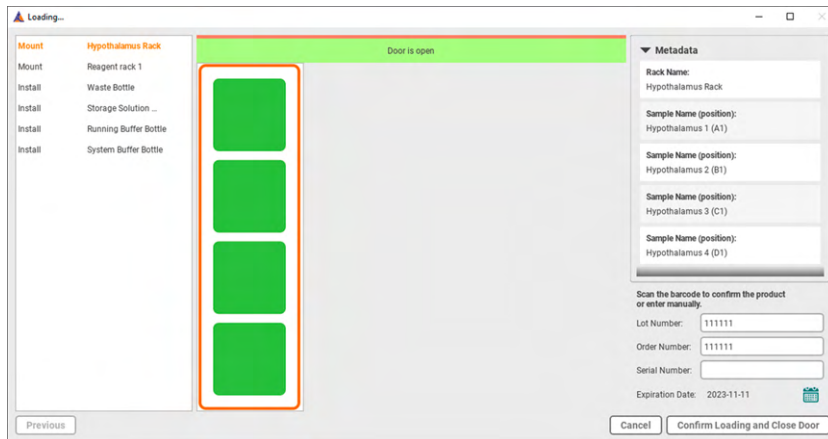 Loading...
Mount Hypothalamus Rack
Mount Reagent rack 1
Install Waste Bottle
Install Storage Solution ...
Install Running Buffer Bottle
Install System Buffer Bottle
Door is open
Metadata
Rack Name:
Hypothalamus Rack
Sample Name (position):
Hypothalamus 1 (A1)
Sample Name (position):
Hypothalamus 2 (B1)
Sample Name (position):
Hypothalamus 3 (C1)
Sample Name (position):
Hypothalamus 4 (D1)
Scan the barcode to confirm the product
or enter manually.
Lot Number: 111111
Order Number: 111111
Serial Number:
Expiration Date: 2023-11-11
Previous
Cancel
Confirm Loading and Close Door